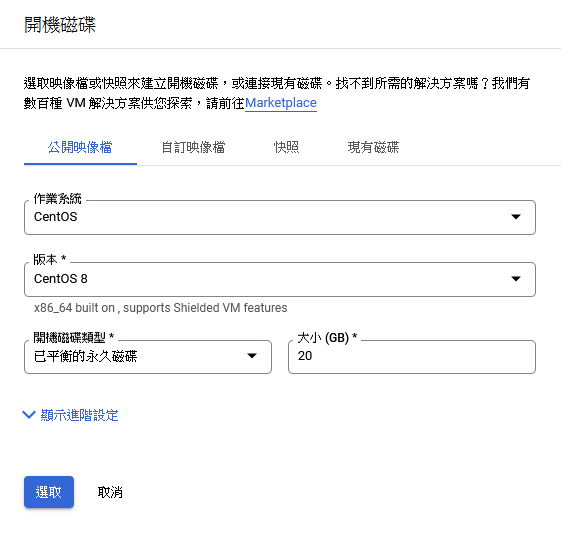 開機磁碟
選取映像檔或快照來建立開機磁碟，或連接現有磁碟。找不到所需的解決方案嗎？我們有
數百種 VM 解決方案供您探索，請前往Marketplace
公開映像檔 自訂映像檔 快照 現有磁碟
作業系統
CentOS
版本 *
CentOS 8
x86_64 built on , supports Shielded VM features
開機磁碟類型 * 大小 (GB) *
已平衡的永久磁碟 20
顯示進階設定
選取 取消